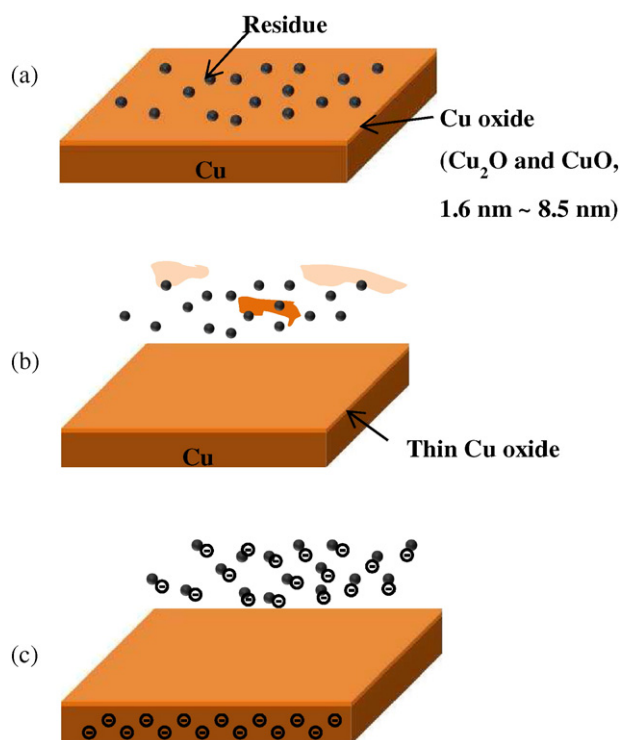 Residue
(a)
Cu oxide
(Cu₂O and CuO,
1.6 nm ~ 8.5 nm)
Cu
(b)
Thin Cu oxide
Cu
(c)